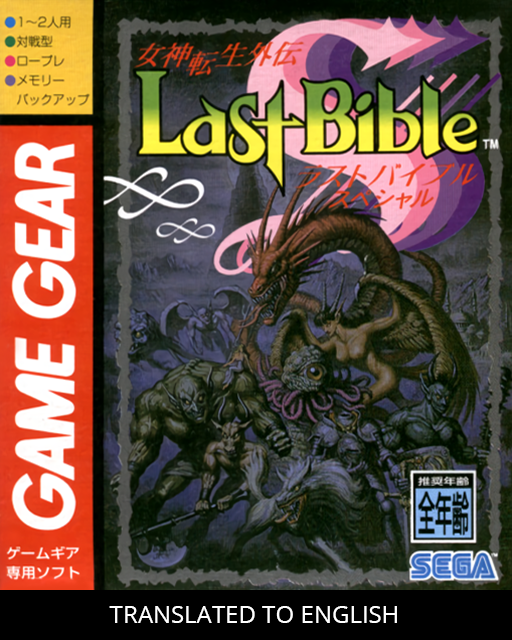 ●1〜2人用
●対戦型
●ロープレ
●メモリー
バックアップ
女神転生外伝
Last Bible
TM
ラストバイブル
スペシャル
S
GAME GEAR
ゲームギア
専用ソフト
推奨年齢
全年齢
SEGA
TRANSLATED TO ENGLISH